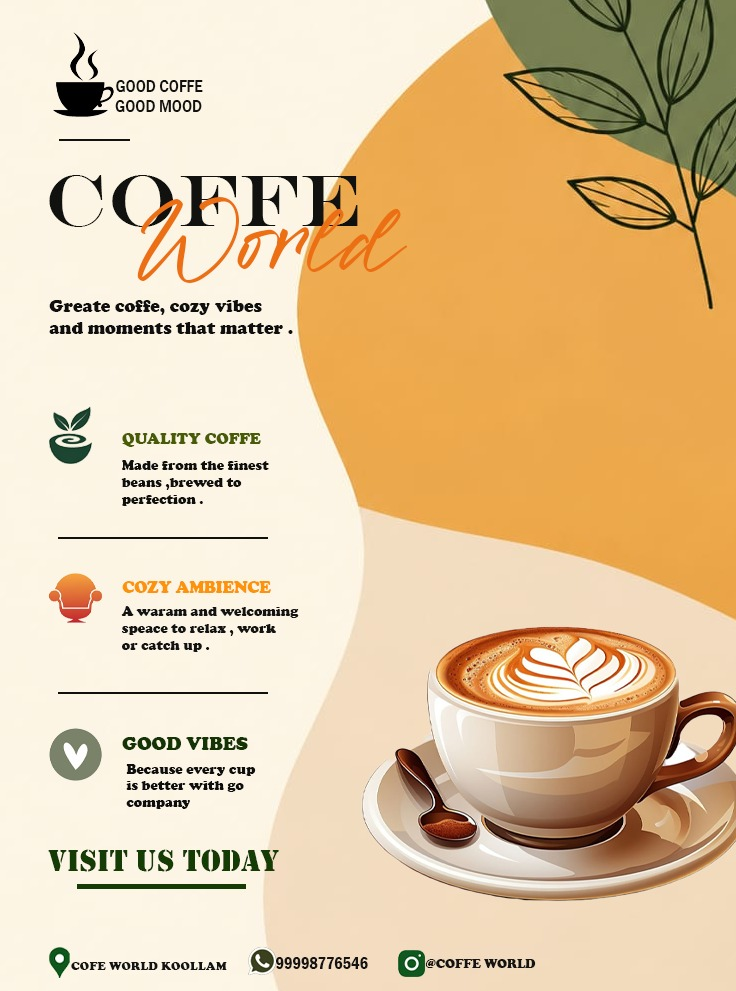 GOOD COFFE
GOOD MOOD
COFFE
World
Greate coffe, cozy vibes
and moments that matter .
QUALITY COFFE
Made from the finest
beans ,brewed to
perfection .
COZY AMBIENCE
A waram and welcoming
speace to relax , work
or catch up .
GOOD VIBES
Because every cup
is better with go
company
VISIT US TODAY
COFE WORLD KOOLLAM
99998776546
@COFFE WORLD